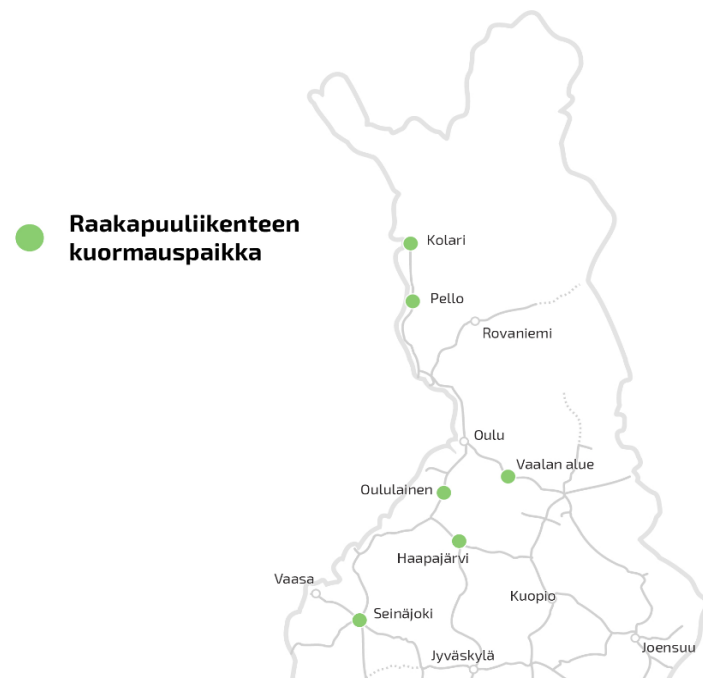 Raakapuuliikenteen
kuormauspaikka
Kolari
Pello
Rovaniemi
Oulu
Vaalan alue
Oululainen
Haapajärvi
Vaasa
Kuopio
Seinäjoki
Joensuu
Jyväskylä